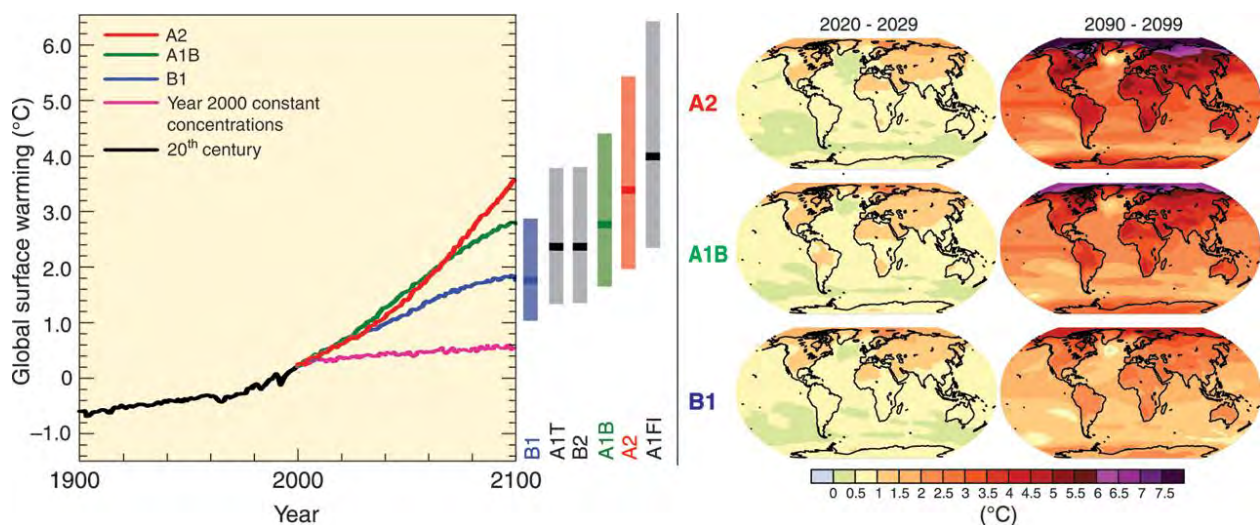 6.0
5.0
4.0
3.0
2.0
1.0
0
–1.0
Global surface warming (°C)
A2
A1B
B1
Year 2000 constant
concentrations
20th century
1900
2000
2100
Year
B1
A1T
B2
A1B
A2
A1FI
2020 - 2029
2090 - 2099
A2
A1B
B1
0 0.5 1 1.5 2 2.5 3 3.5 4 4.5 5 5.5 6 6.5 7 7.5
(°C)